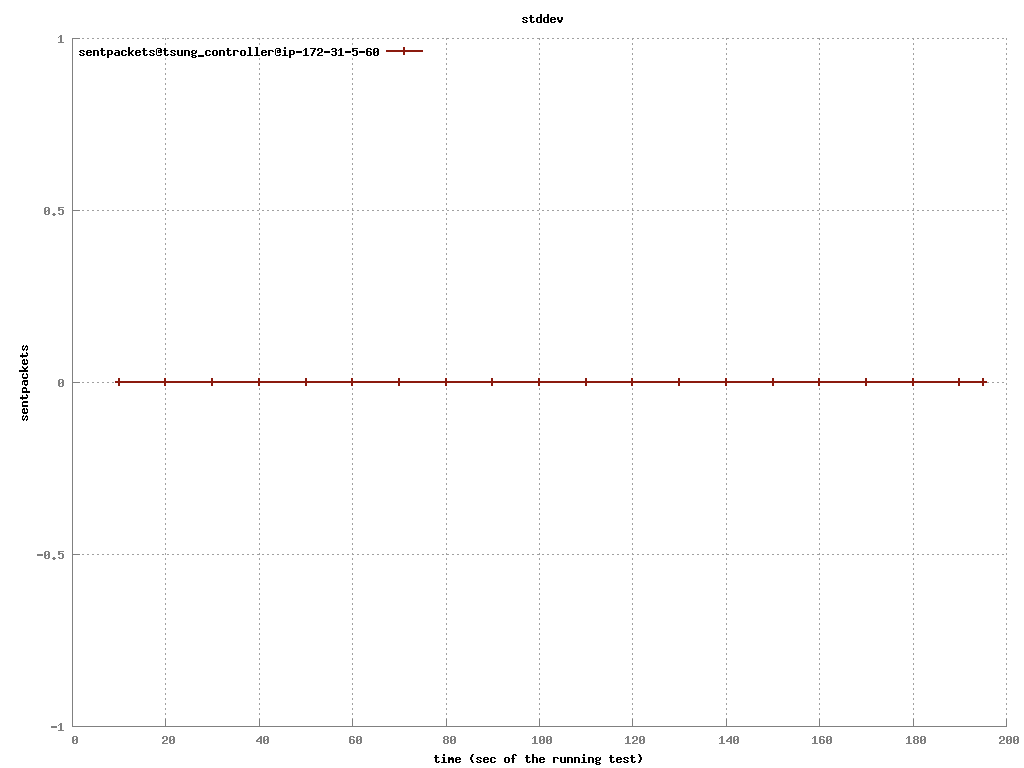 stddev
sentpackets@tsung_controller@ip-172-31-5-60
1
0.5
0
-0.5
-1
sentpackets
0 20 40 60 80 100 120 140 160 180 200
time (sec of the running test)